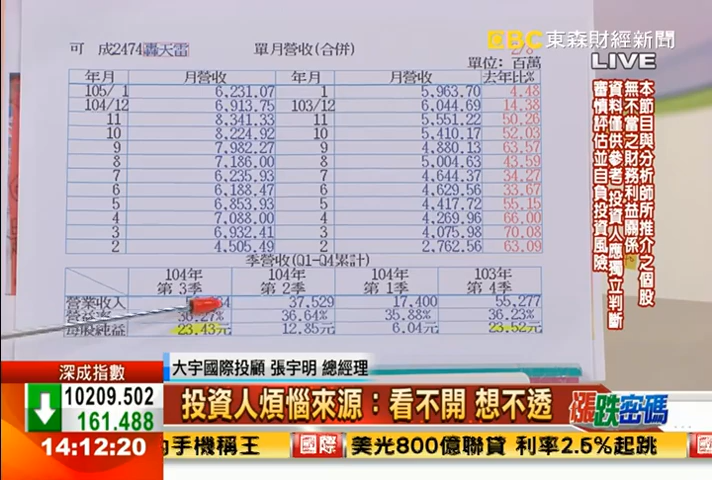 EBC 東森財經新聞
LIVE
可 成2474轟天雷 單月營收(合併)
單位: 百萬
年月 月營收 年月 月營收 去年比%
105/ 1 6,231.07 1 5,963.70 4.48
104/12 6,913.75 103/12 6,044.69 14.38
11 8,341.33 11 5,551.22 50.26
10 8,224.92 10 5,410.17 52.03
9 7,982.27 9 4,880.13 63.57
8 7,186.00 8 5,004.63 43.59
7 6,235.93 7 4,644.34 34.27
6 6,188.47 6 4,629.56 33.67
5 6,853.93 5 4,417.72 55.15
4 7,088.00 4 4,269.96 66.00
3 6,932.41 3 4,075.98 70.08
2 4,505.49 2 2,762.56 63.09
季營收(Q1-Q4累計)
104年 104年 104年 103年
第 3季 第 2季 第 1季 第 4季
營業收入 37,529 17,400 55,277
營益率 36.27% 36.64% 35.88% 36.23%
每股純益 23.43元 12.85元 6.04元 23.52元
本節目與分析師所推介之個股
無不當之財務利益關係
資料僅供參考 投資人應獨立判斷
審慎評估並自負投資風險
深成指數
10209.502
161.488
14:12:20
大宇國際投顧 張宇明 總經理
投資人煩惱來源：看不開 想不透
漲跌密碼
手機稱王 國際 美光800億聯貸 利率2.5%起跳 國